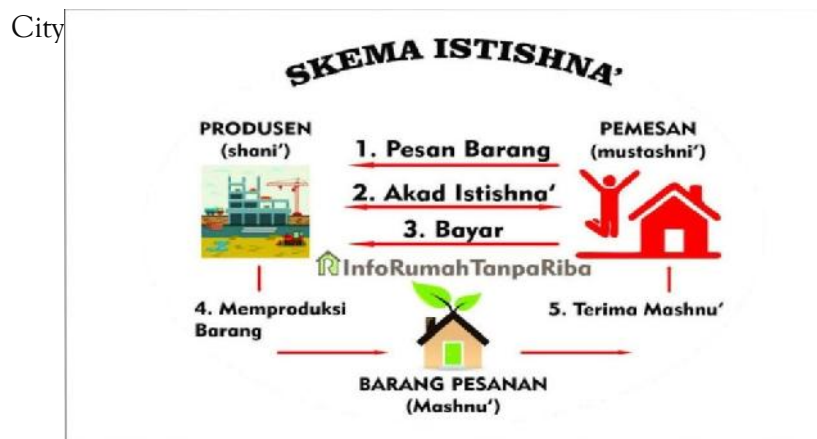 City
SKEMA ISTISHNA'
PRODUSEN
(shani')
PEMESAN
(mustashni')
1. Pesan Barang
2. Akad Istishna'
3. Bayar
InfoRumahTanpaRiba
4. Memproduksi
Barang
5. Terima Mashnu'
BARANG PESANAN
(Mashnu')